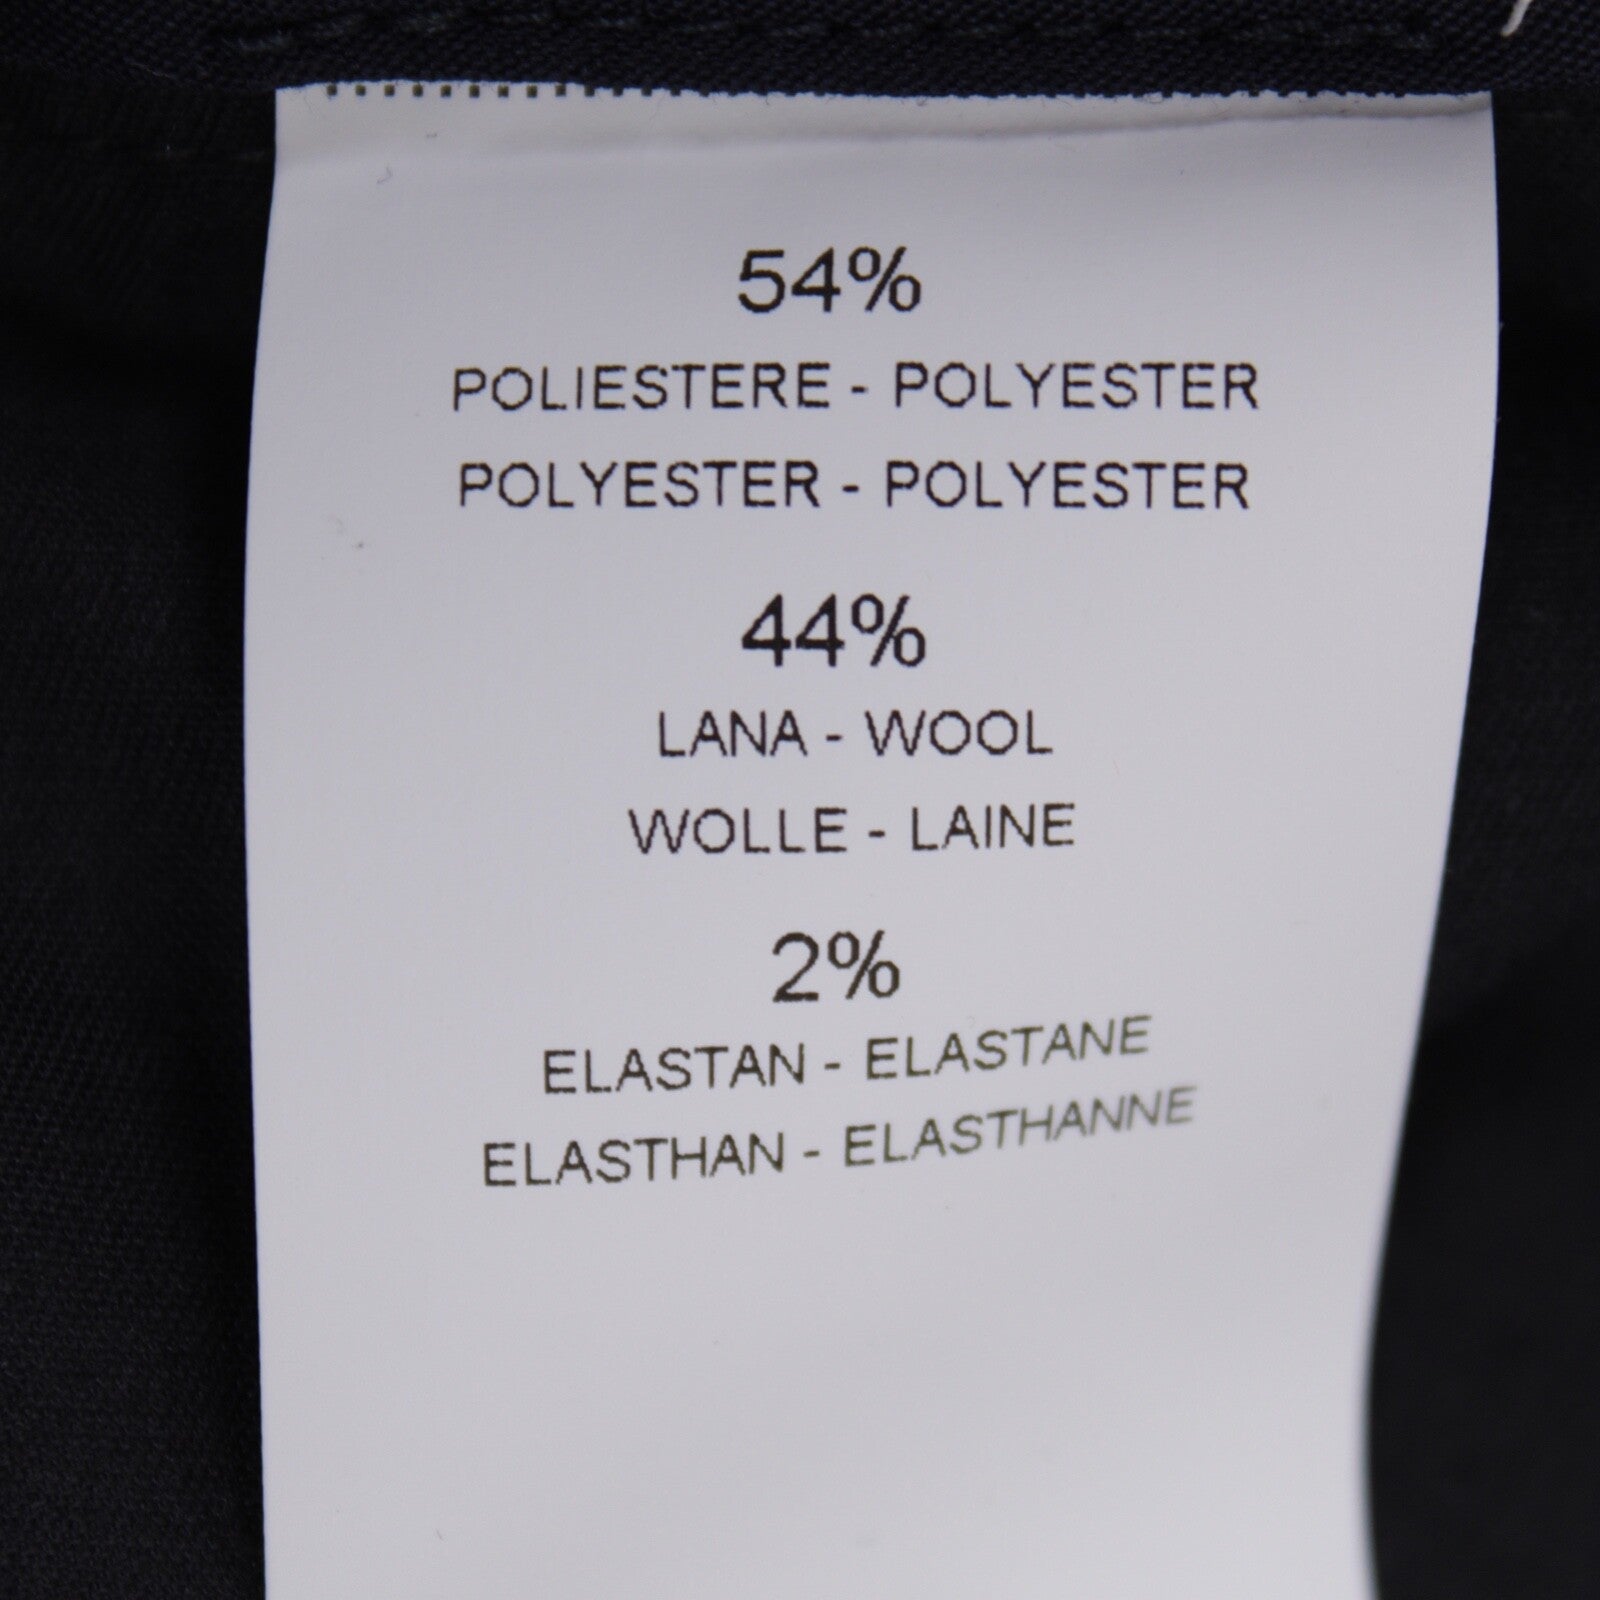 54%
POLIESTERE - POLYESTER
POLYESTER - POLYESTER
44%
LANA - WOOL
WOLLE - LAINE
2%
ELASTAN - ELASTANE
ELASTHAN - ELASTHANNE